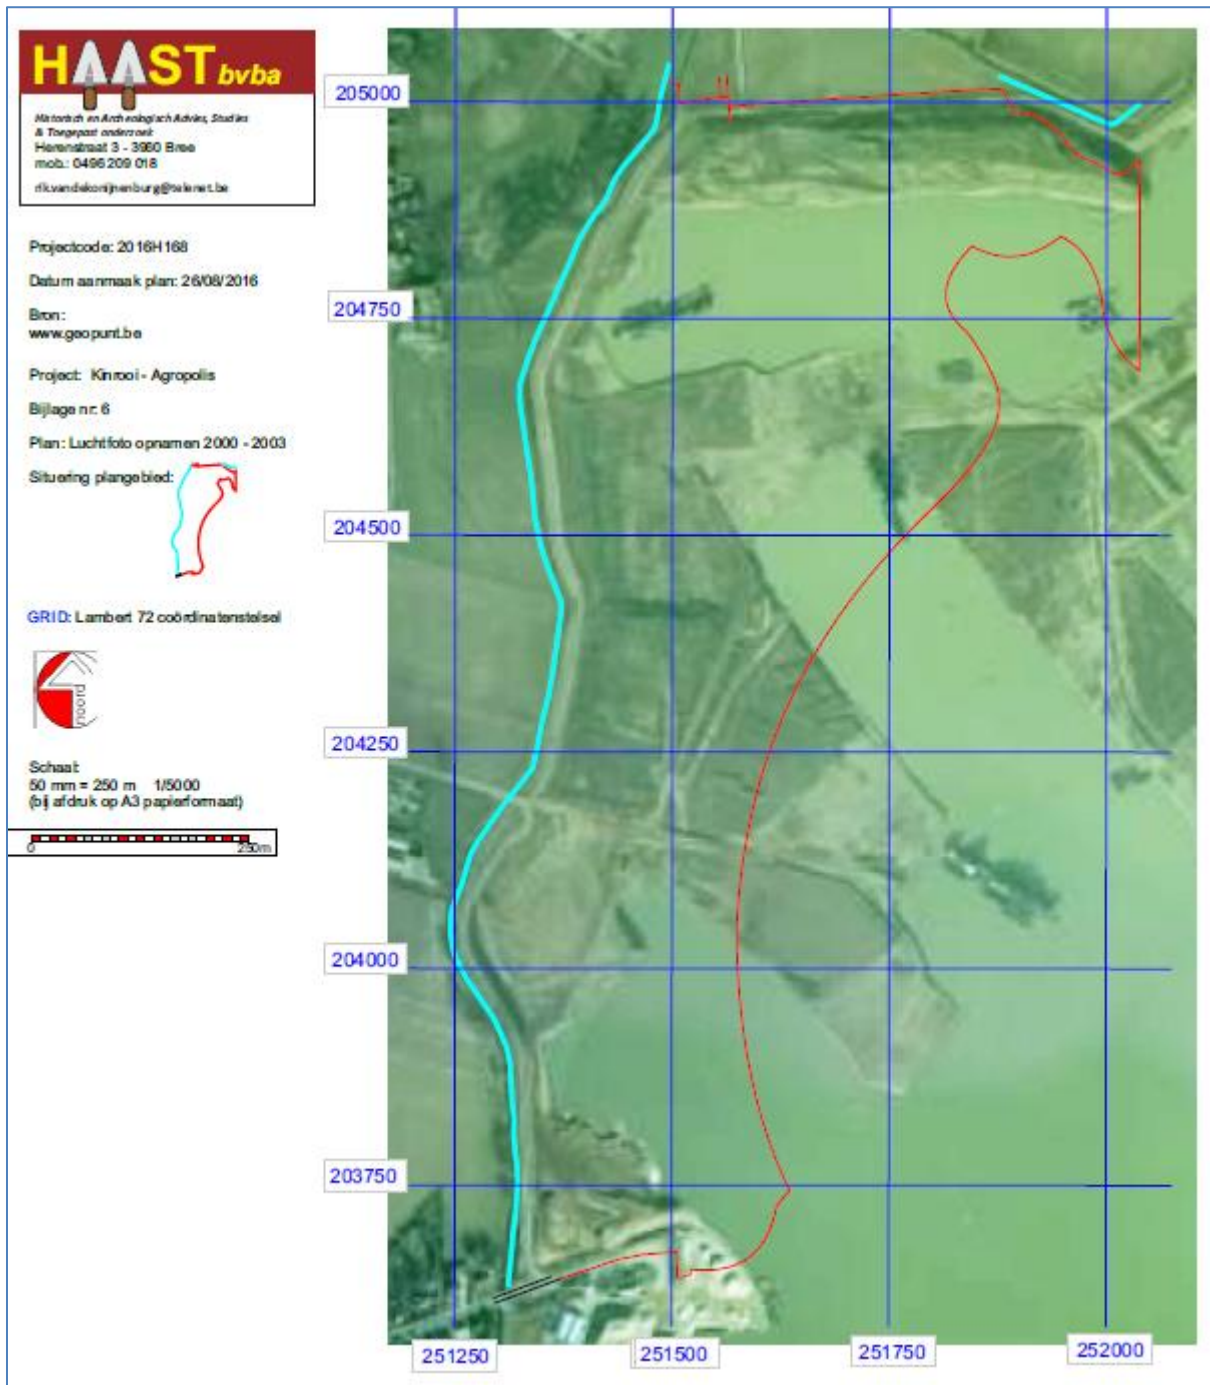 HAAST bvba
Historisch en Archeologisch Advies, Studies
& Toegepast onderzoek
Herenstraat 3 - 3960 Bree
mob.: 0496 209 018
rik.vandekonijnenburg@telenet.be
Projectcode: 2016H168
Datum aanmaak plan: 26/08/2016
Bron:
www.geopunt.be
Project: Kinrooi - Agropolis
Bijlage nr: 6
Plan: Luchtfoto opnamen 2000 - 2003
Situering plangebied:
GRID: Lambert 72 coördinatenstelsel
noord
Schaal:
50 mm = 250 m 1/5000
(bij afdruk op A3 papierformaat)
0 250m
205000
204750
204500
204250
204000
203750
251250 251500 251750 252000